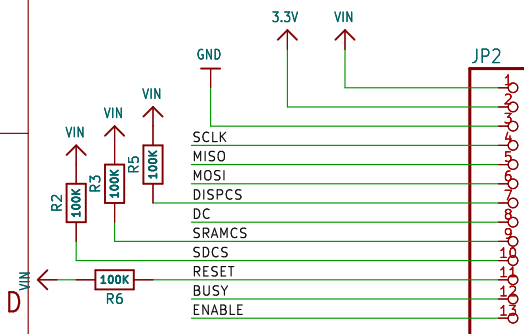 3.3V VIN
GND
JP2
VIN
VIN
VIN
R2 100K
R3 100K
R5 100K
SCLK
MISO
MOSI
DISPCS
DC
SRAMCS
SDCS
RESET
BUSY
ENABLE
1
2
3
4
5
6
7
8
9
10
11
12
13
VIN
100K
R6
D